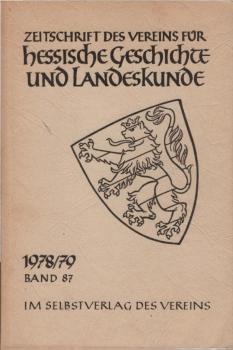 ZEITSCHRIFT DES VEREINS FÜR
hessische Geschichte
und Landeskunde
1978/79
BAND 87
IM SELBSTVERLAG DES VEREINS